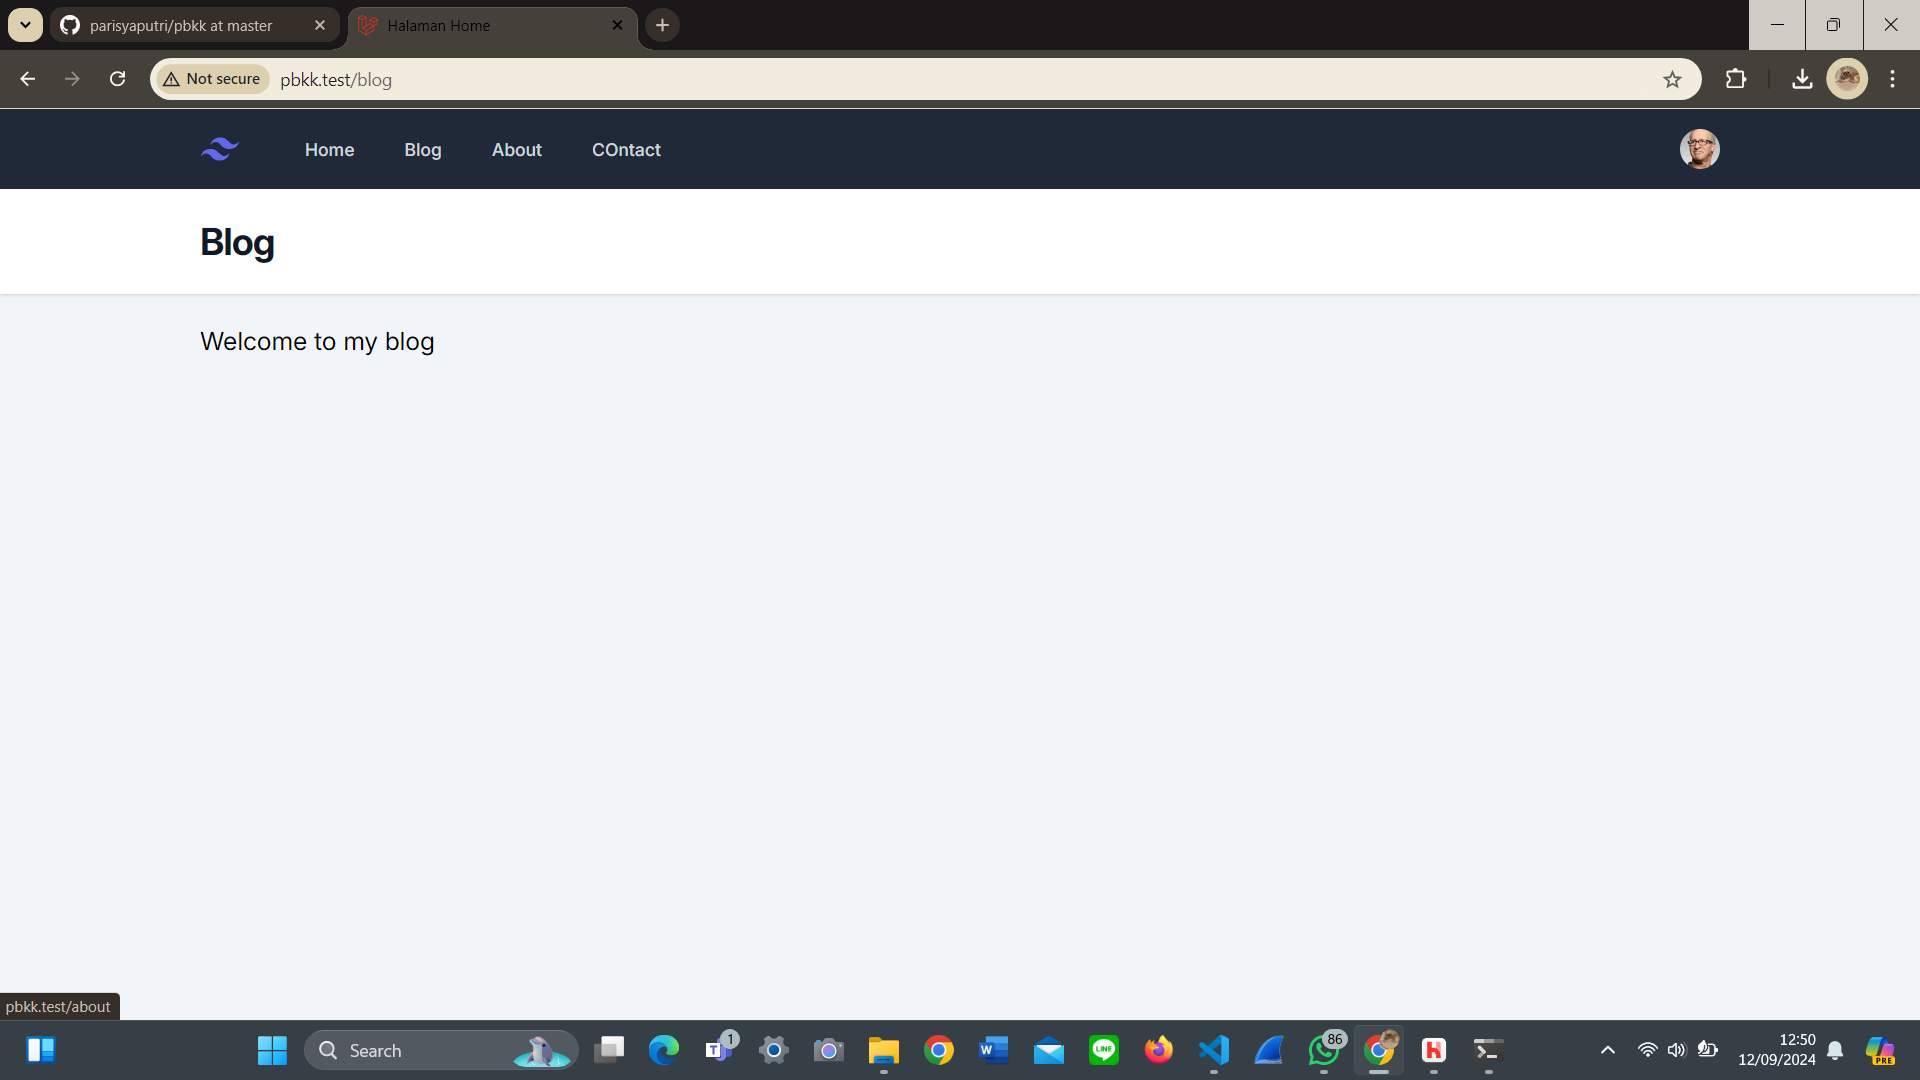 parisyaputri/pbkk at master
Halaman Home
Not secure
pbkk.test/blog
Home
Blog
About
COntact
Blog
Welcome to my blog
pbkk.test/about
Search
1
86
12:50
12/09/2024
PRE